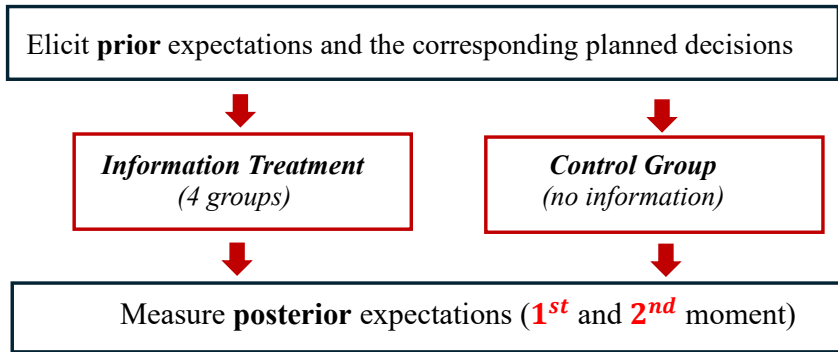 Elicit prior expectations and the corresponding planned decisions
Information Treatment
(4 groups)
Control Group
(no information)
Measure posterior expectations (1st and 2nd moment)